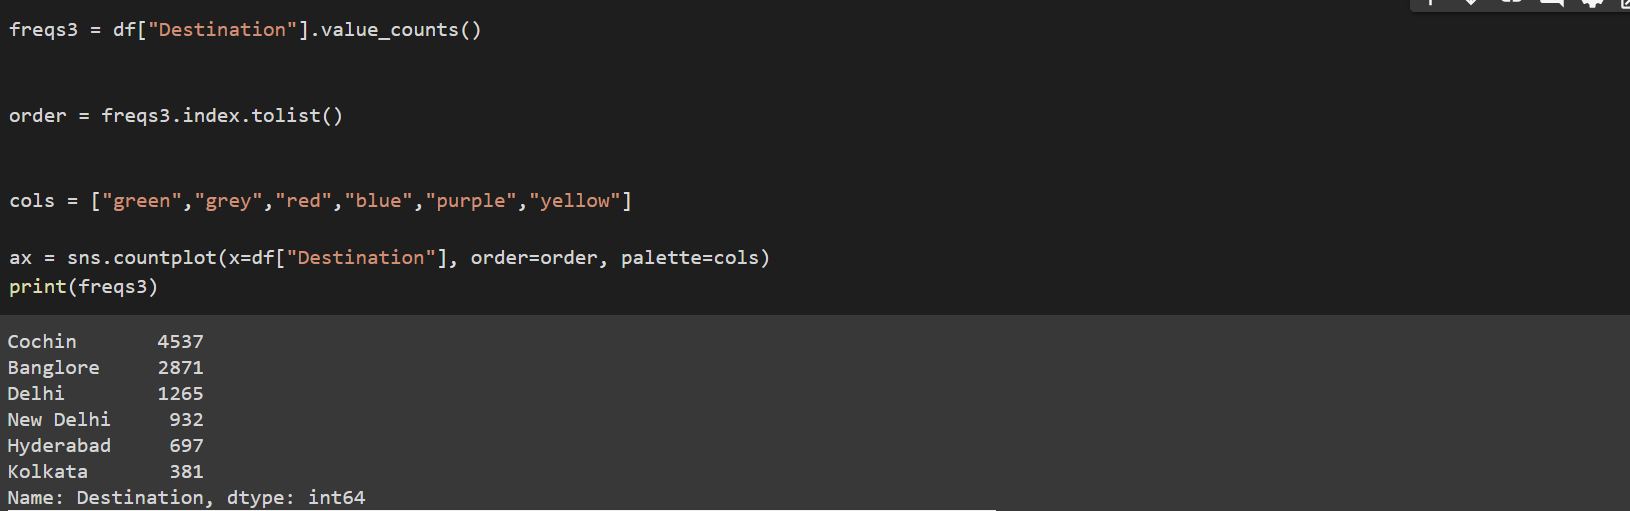 freqs3 = df["Destination"].value_counts()
order = freqs3.index.tolist()
cols = ["green","grey","red","blue","purple","yellow"]
ax = sns.countplot(x=df["Destination"], order=order, palette=cols)
print(freqs3)
Cochin       4537
Banglore     2871
Delhi        1265
New Delhi     932
Hyderabad     697
Kolkata       381
Name: Destination, dtype: int64